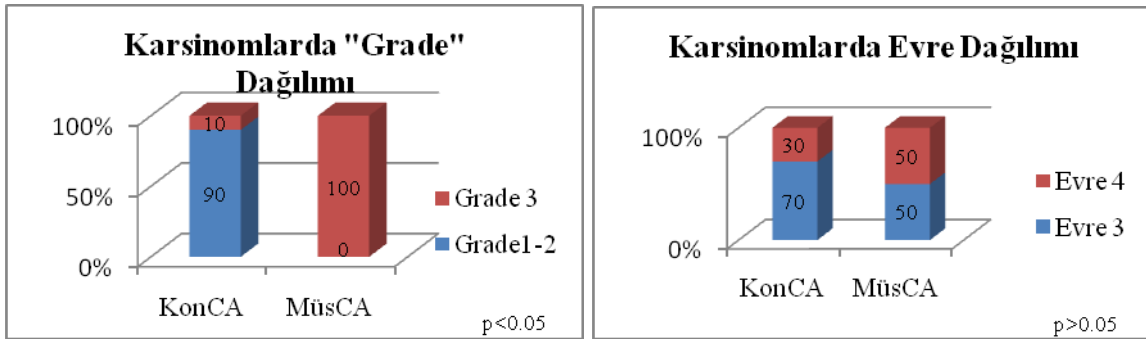 Karsinomlarda "Grade"
Dağılımı
100%
50%
0%
10
90
100
0
Grade 3
Grade1-2
KonCA
MüsCA
p<0.05
Karsinomlarda Evre Dağılımı
100%
0%
30
70
50
50
Evre 4
Evre 3
KonCA
MüsCA
p>0.05